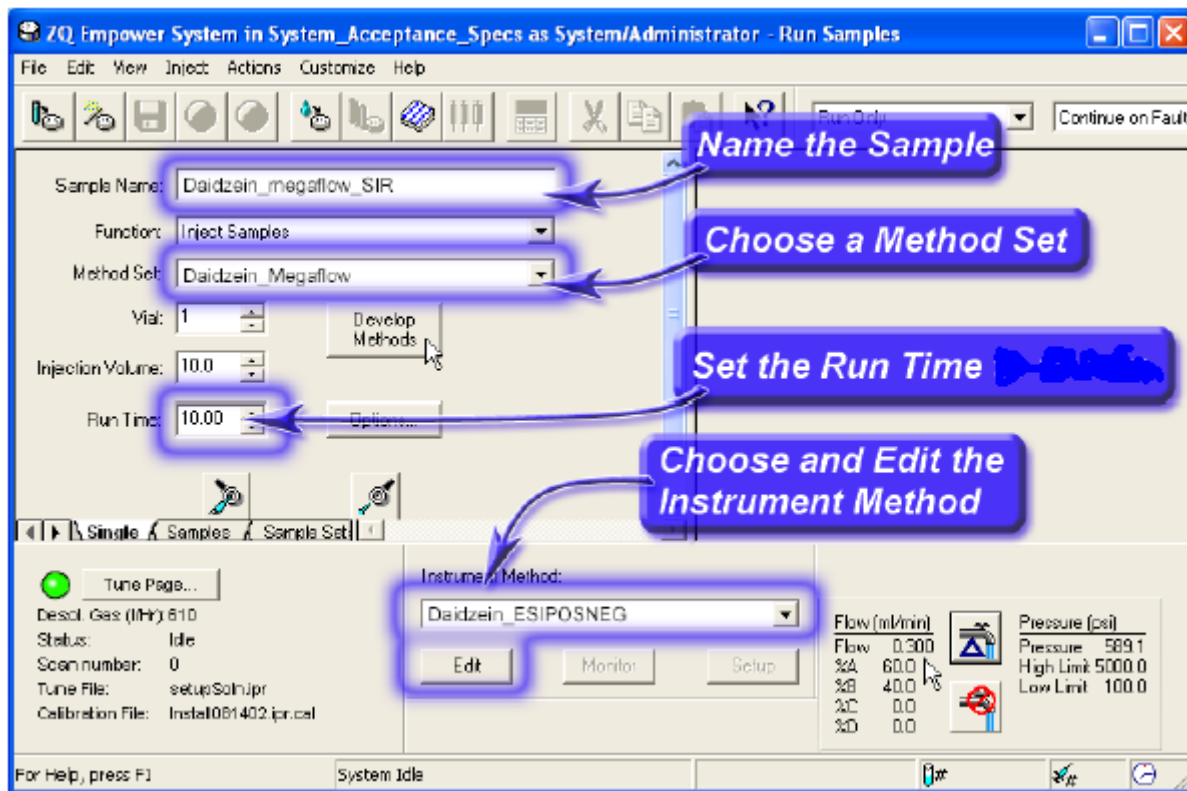 ZQ Empower System in System_Acceptance_Specs as System/Administrator - Run Samples
File Edit View Inject Actions Customize Help
Run Only
Continue on Fault
Name the Sample
Sample Name: Daidzein_megaflow_SIR
Function: Inject Samples
Choose a Method Set
Method Set: Daidzein_Megaflow
Vial: 1
Develop
Methods
Injection Volume: 10.0
Set the Run Time
Run Time: 10.00
Options...
Choose and Edit the
Instrument Method
Single Samples Sample Set
Tune Page...
Instrument Method:
Desol. Gas (l/Hr): 610
Daidzein_ESIPOSNEG
Status: Idle
Scan number: 0
Tune File: setupSoln.ipr
Calibration File: Install081402.ipr.cal
Edit Monitor Setup
Flow (ml/min)
Flow 0.300
%A 60.0
%B 40.0
%C 0.0
%D 0.0
Pressure (psi)
Pressure 589.1
High Limit 5000.0
Low Limit 100.0
For Help, press F1
System Idle